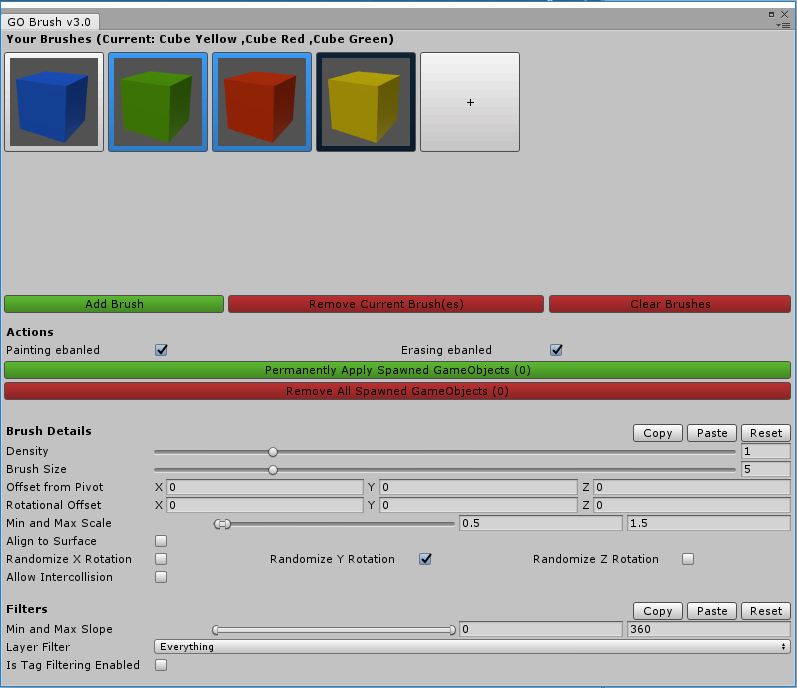 GO Brush v3.0
Your Brushes (Current: Cube Yellow ,Cube Red ,Cube Green)
+
Add Brush Remove Current Brush(es) Clear Brushes
Actions
Painting ebanled Erasing ebanled
Permanently Apply Spawned GameObjects (0)
Remove All Spawned GameObjects (0)
Brush Details Copy Paste Reset
Density 1
Brush Size 5
Offset from Pivot X 0 Y 0 Z 0
Rotational Offset X 0 Y 0 Z 0
Min and Max Scale 0.5 1.5
Align to Surface
Randomize X Rotation Randomize Y Rotation Randomize Z Rotation
Allow Intercollision
Filters Copy Paste Reset
Min and Max Slope 0 360
Layer Filter Everything
Is Tag Filtering Enabled